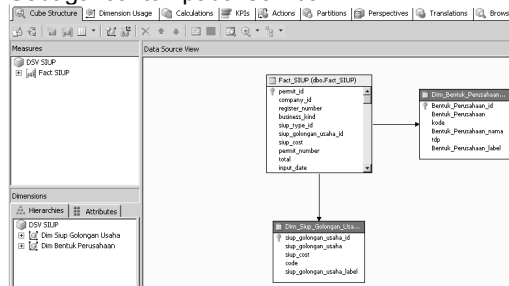 Cube Structure Dimension Usage Calculations KPIs Actions Partitions Perspectives Translations Brows
Measures
DSV SIUP
Fact SIUP
Data Source View
Fact_SIUP (dbo.Fact_SIUP)
permit_id
company_id
register_number
business_kind
siup_type_id
siup_golongan_usaha_id
siup_cost
permit_number
total
input_date
Dim_Bentuk_Perusahaan...
Bentuk_Perusahaan_id
Bentuk_Perusahaan
kode
Bentuk_Perusahaan_nama
tdp
Bentuk_Perusahaan_label
Dimensions
Hierarchies Attributes
DSV SIUP
Dim Siup Golongan Usaha
Dim Bentuk Perusahaan
Dim_Siup_Golongan_Usa...
siup_golongan_usaha_id
siup_golongan_usaha
siup_cost
code
siup_golongan_usaha_label